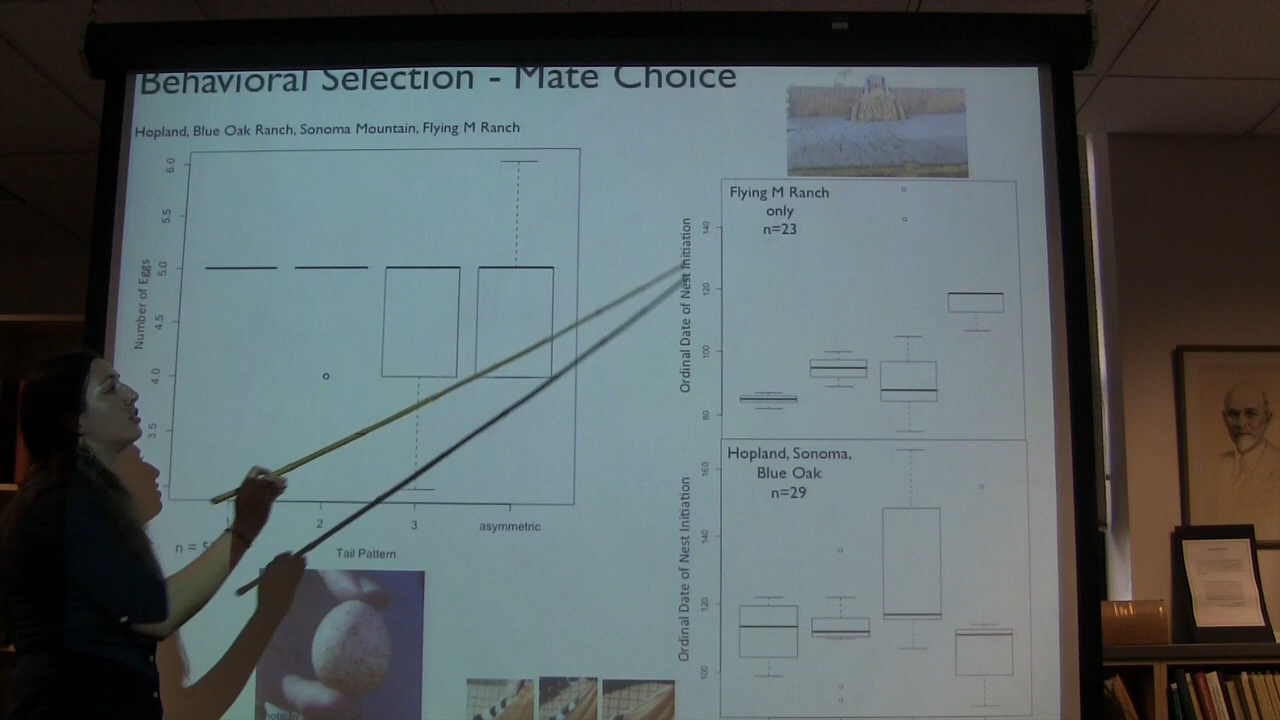 Behavioral Selection - Mate Choice
Hopland, Blue Oak Ranch, Sonoma Mountain, Flying M Ranch
Number of Eggs
6.0
5.5
5.0
4.5
4.0
3.5
2
3
asymmetric
n = 5
Tail Pattern
Photo by
Flying M Ranch
only
n=23
Ordinal Date of Nest Initiation
140
120
100
80
Hopland, Sonoma,
Blue Oak
n=29
Ordinal Date of Nest Initiation
160
140
120
100